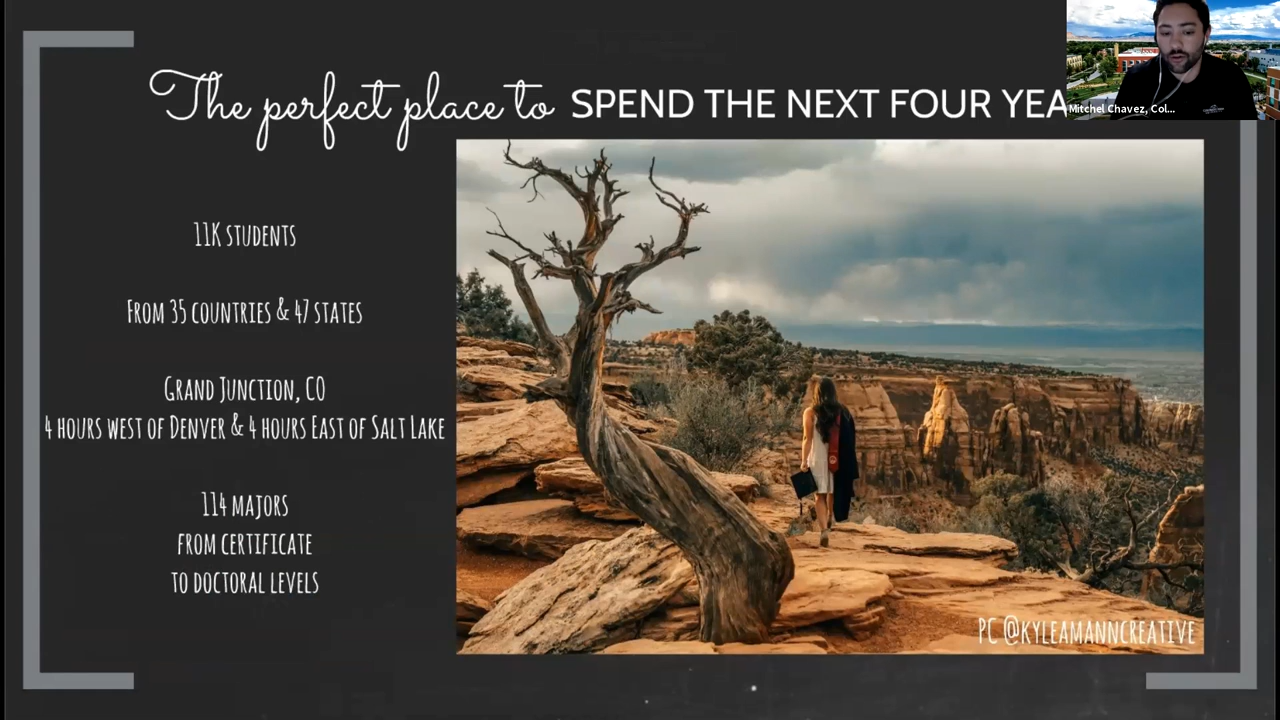 The perfect place to SPEND THE NEXT FOUR YEA
Mitchel Chavez, Col...
11K STUDENTS
FROM 35 COUNTRIES & 47 STATES
GRAND JUNCTION, CO
4 HOURS WEST OF DENVER & 4 HOURS EAST OF SALT LAKE
114 MAJORS
FROM CERTIFICATE
TO DOCTORAL LEVELS
PC @KYLEAMANNCREATIVE